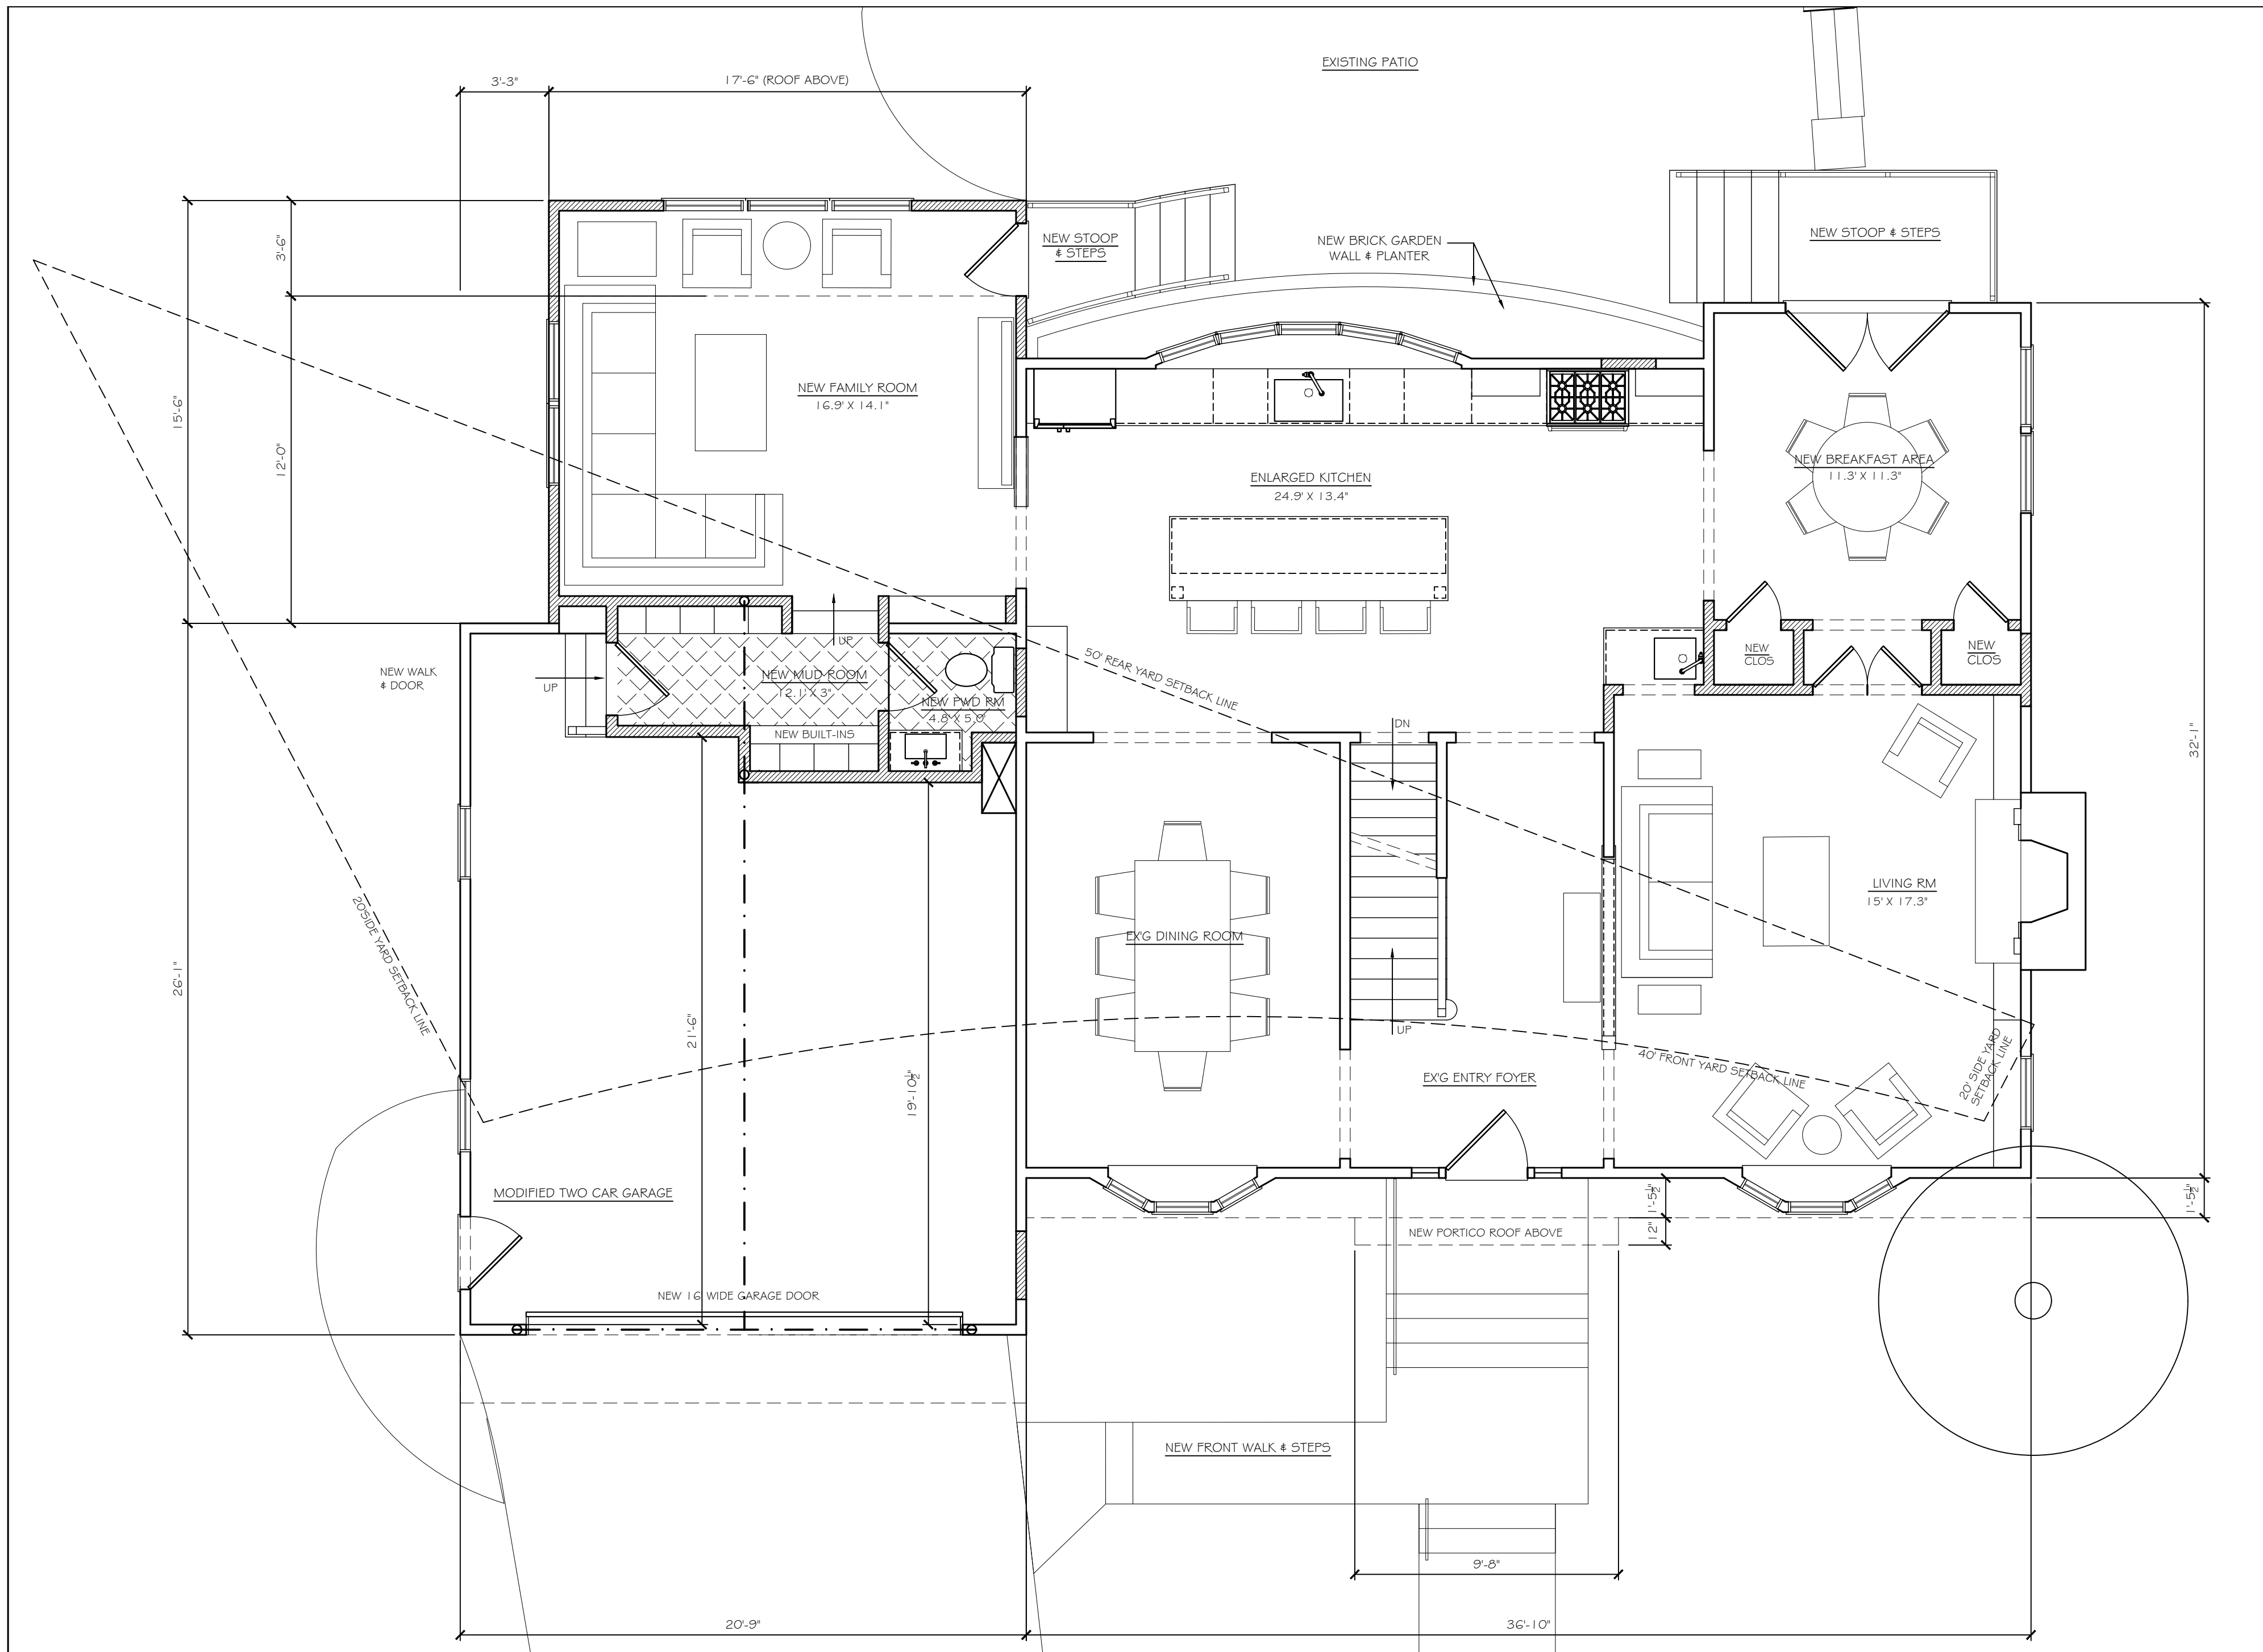 EXISTING PATIO
3'-3"
17'-6" (ROOF ABOVE)
NEW STOOP
& STEPS
NEW BRICK GARDEN
WALL & PLANTER
NEW STOOP & STEPS
3'-6"
15'-6"
12'-0"
NEW FAMILY ROOM
16.9' X 14.1"
ENLARGED KITCHEN
24.9' X 13.4"
NEW BREAKFAST AREA
11.3' X 11.3"
NEW
CLOS
NEW
CLOS
50' REAR YARD SETBACK LINE
NEW WALK
& DOOR
UP
UP
NEW MUD ROOM
12.1' X 3"
NEW PWD RM
4.8' X 5.0'
NEW BUILT-INS
DN
32'-1"
20'SIDE YARD SETBACK LINE
26'-1"
21'-6"
19'-10½"
EX'G DINING ROOM
UP
LIVING RM
15' X 17.3"
EX'G ENTRY FOYER
40' FRONT YARD SETBACK LINE
20' SIDE YARD
SETBACK LINE
MODIFIED TWO CAR GARAGE
NEW 16' WIDE GARAGE DOOR
NEW PORTICO ROOF ABOVE
1'-5½"
12"
1'-5½"
NEW FRONT WALK & STEPS
9'-8"
20'-9"
36'-10"